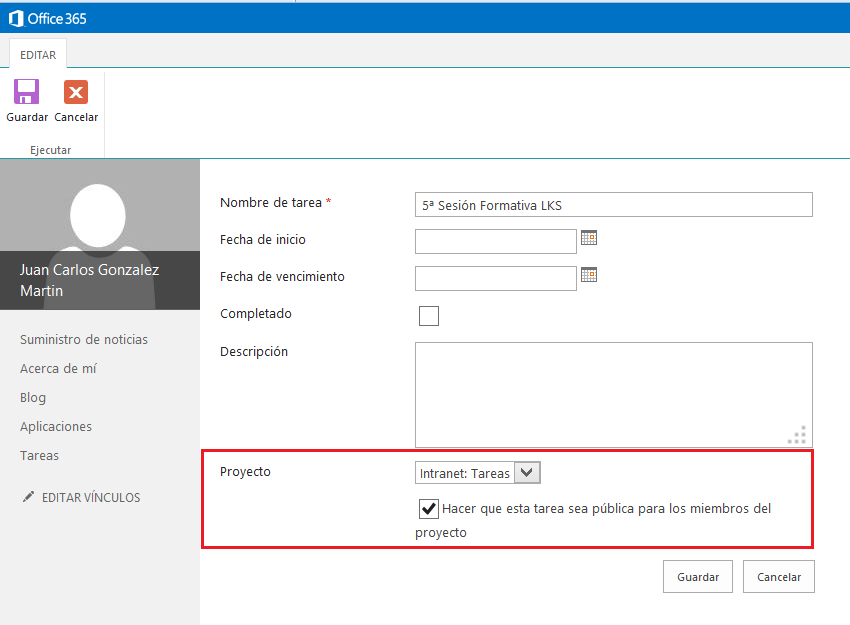 Office 365
EDITAR
Guardar Cancelar
Ejecutar
Juan Carlos Gonzalez
Martin
Suministro de noticias
Acerca de mí
Blog
Aplicaciones
Tareas
EDITAR VÍNCULOS
Nombre de tarea *
5ª Sesión Formativa LKS
Fecha de inicio
Fecha de vencimiento
Completado
Descripción
Proyecto
Intranet: Tareas
Hacer que esta tarea sea pública para los miembros del
proyecto
Guardar Cancelar